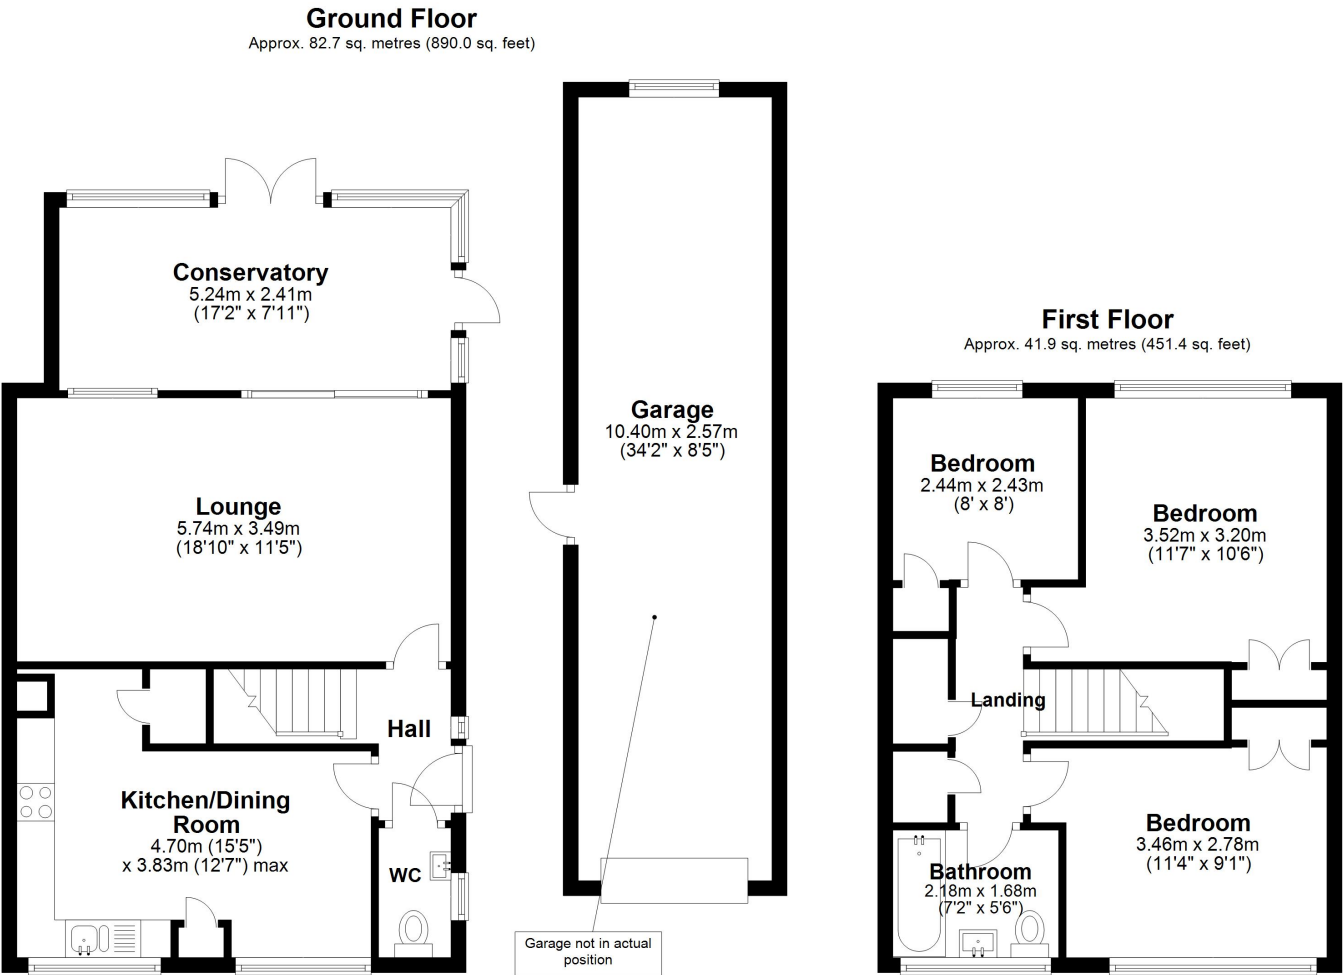 Ground Floor
Approx. 82.7 sq. metres (890.0 sq. feet)
Conservatory
5.24m x 2.41m
(17'2" x 7'11")
Lounge
5.74m x 3.49m
(18'10" x 11'5")
Hall
Kitchen/Dining
Room
4.70m (15'5")
x 3.83m (12'7") max
WC
Garage
10.40m x 2.57m
(34'2" x 8'5")
Garage not in actual
position
First Floor
Approx. 41.9 sq. metres (451.4 sq. feet)
Bedroom
2.44m x 2.43m
(8' x 8')
Bedroom
3.52m x 3.20m
(11'7" x 10'6")
Landing
Bedroom
3.46m x 2.78m
(11'4" x 9'1")
Bathroom
2.18m x 1.68m
(7'2" x 5'6")